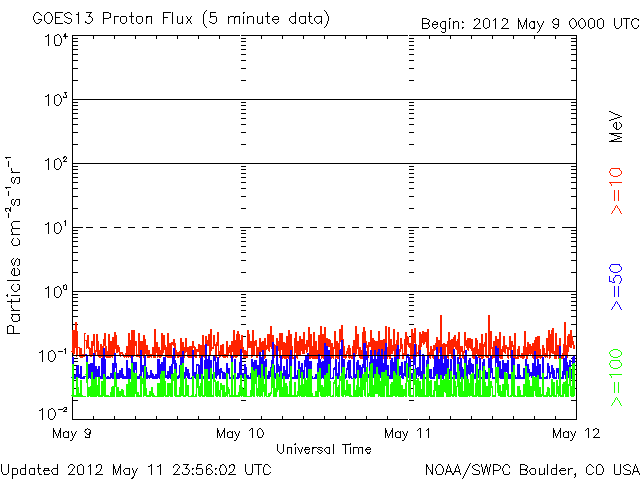 GOES13 Proton Flux (5 minute data)
Begin: 2012 May 9 0000 UTC
10⁴
10³
10²
10¹
10⁰
10⁻¹
10⁻²
Particles cm⁻²s⁻¹sr⁻¹
MeV
>=10
>=50
>=100
May 9
May 10
May 11
May 12
Universal Time
Updated 2012 May 11 23:56:02 UTC
NOAA/SWPC Boulder, CO USA